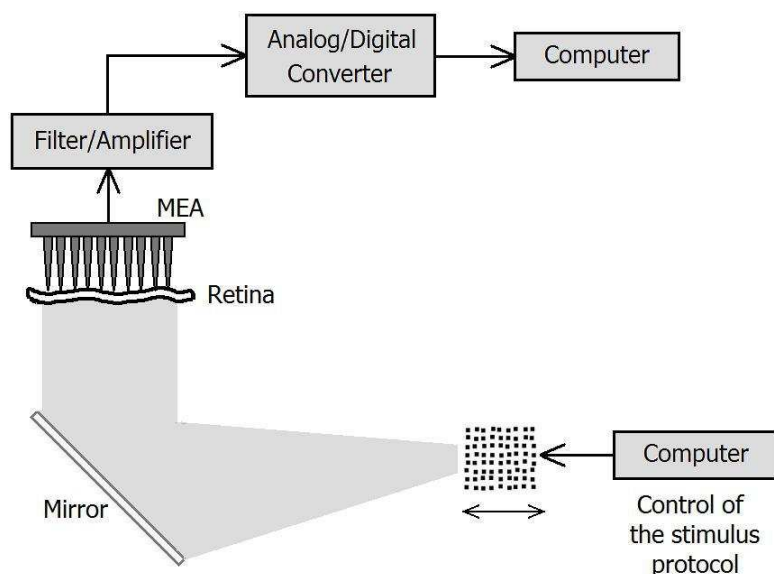 Analog/Digital
Converter
Computer
Filter/Amplifier
MEA
Retina
Mirror
Computer
Control of
the stimulus
protocol